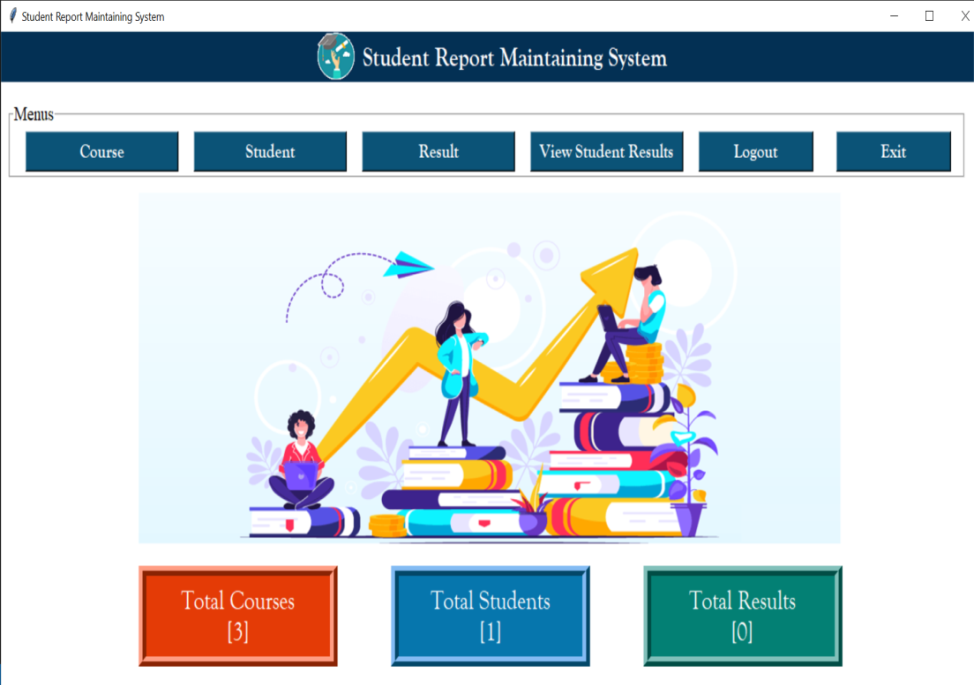 Student Report Maintaining System
Student Report Maintaining System
Menus
Course
Student
Result
View Student Results
Logout
Exit
Total Courses
[3]
Total Students
[1]
Total Results
[0]